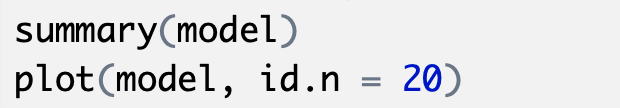 summary(model)
plot(model, id.n = 20)